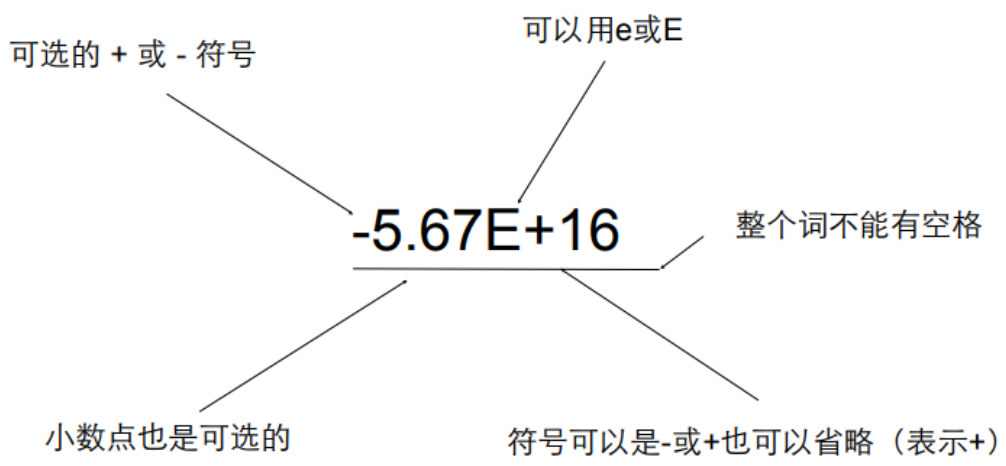 可以用e或E
可选的 + 或 - 符号
-5.67E+16
整个词不能有空格
小数点也是可选的
符号可以是-或+也可以省略（表示+）